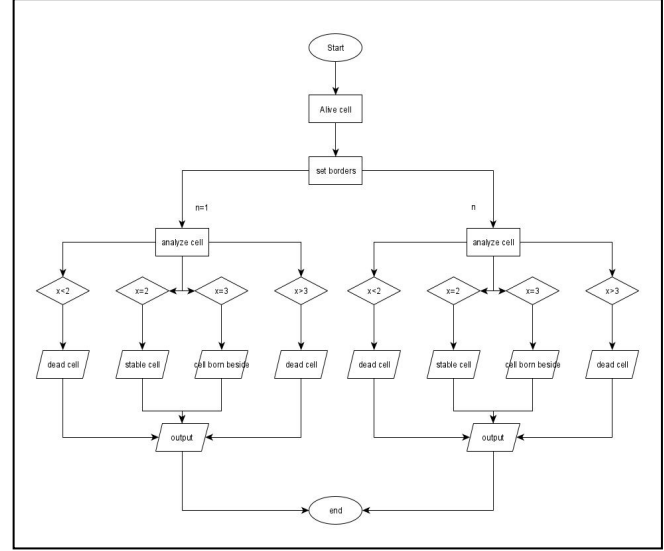 Start
Alive cell
set borders
n=1
n
analyze cell
analyze cell
x<2
x=2
x=3
x>3
x<2
x=2
x=3
x>3
dead cell
stable cell
cell born beside
dead cell
dead cell
stable cell
cell born beside
dead cell
output
output
end